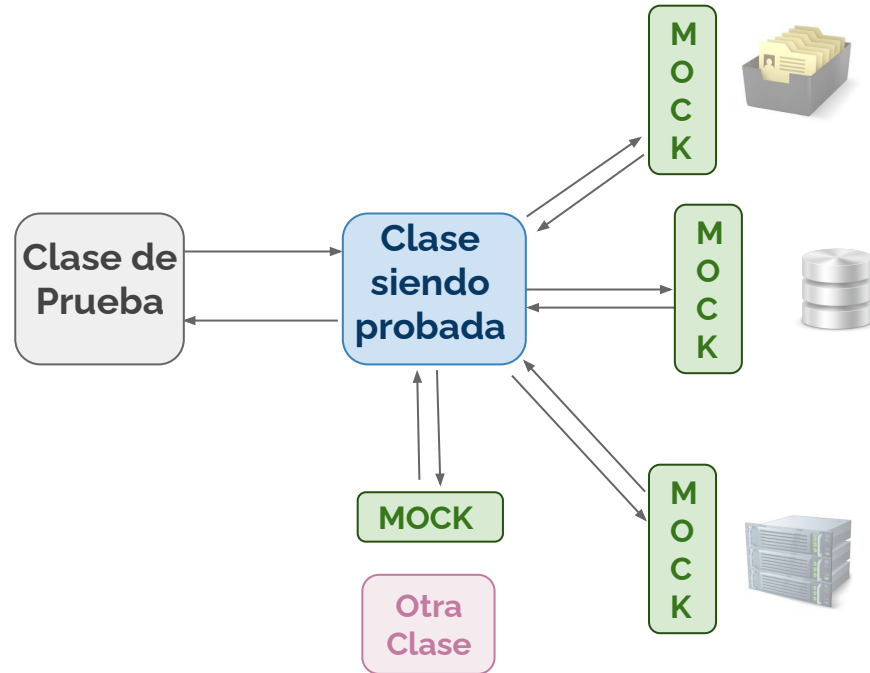 M
O
C
K
Clase de
Prueba
Clase
siendo
probada
M
O
C
K
MOCK
M
O
C
K
Otra
Clase